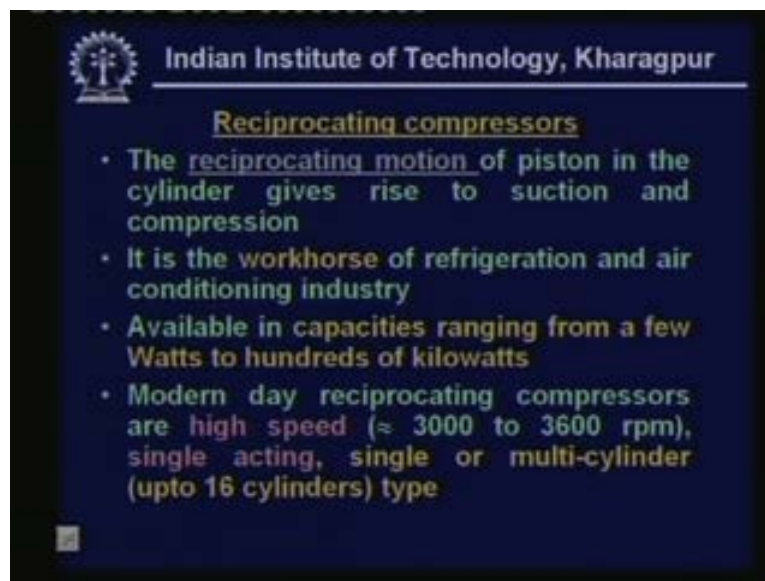 Indian Institute of Technology, Kharagpur
Reciprocating compressors
• The reciprocating motion of piston in the
cylinder gives rise to suction and
compression
• It is the workhorse of refrigeration and air
conditioning industry
• Available in capacities ranging from a few
Watts to hundreds of kilowatts
• Modern day reciprocating compressors
are high speed (≈ 3000 to 3600 rpm),
single acting, single or multi-cylinder
(upto 16 cylinders) type